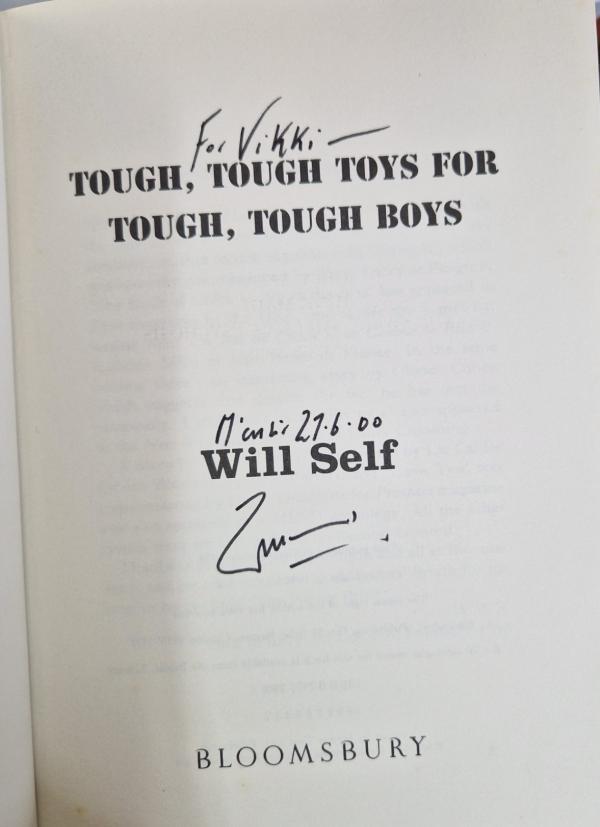 For Vikki —
TOUGH, TOUGH TOYS FOR
TOUGH, TOUGH BOYS
27.6.00
Will Self
BLOOMSBURY